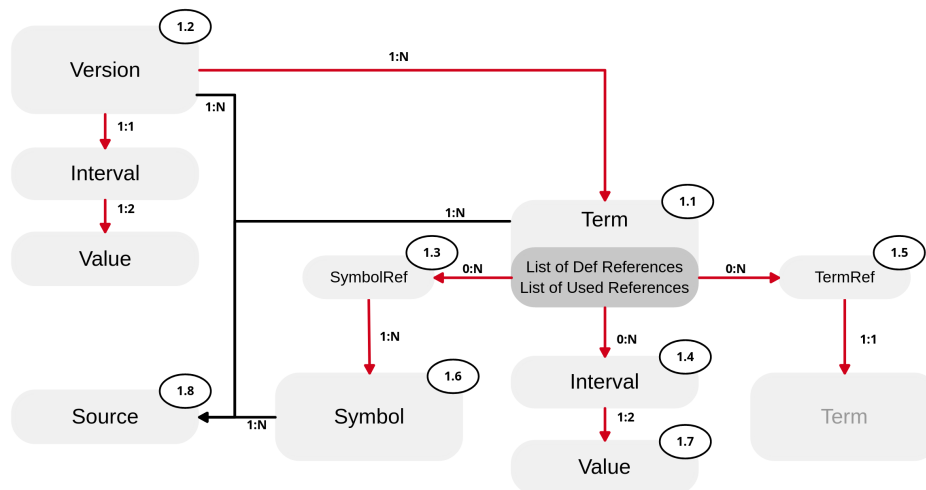 1.2
Version
1:N
1:N
1:1
Interval
1:2
Value
1.1
1:N
Term
1.3
1.5
SymbolRef
0:N
List of Def References
List of Used References
0:N
TermRef
1:N
0:N
1:1
1.4
1.6
Interval
1.8
Source
1:N
Symbol
1:2
Term
1.7
Value